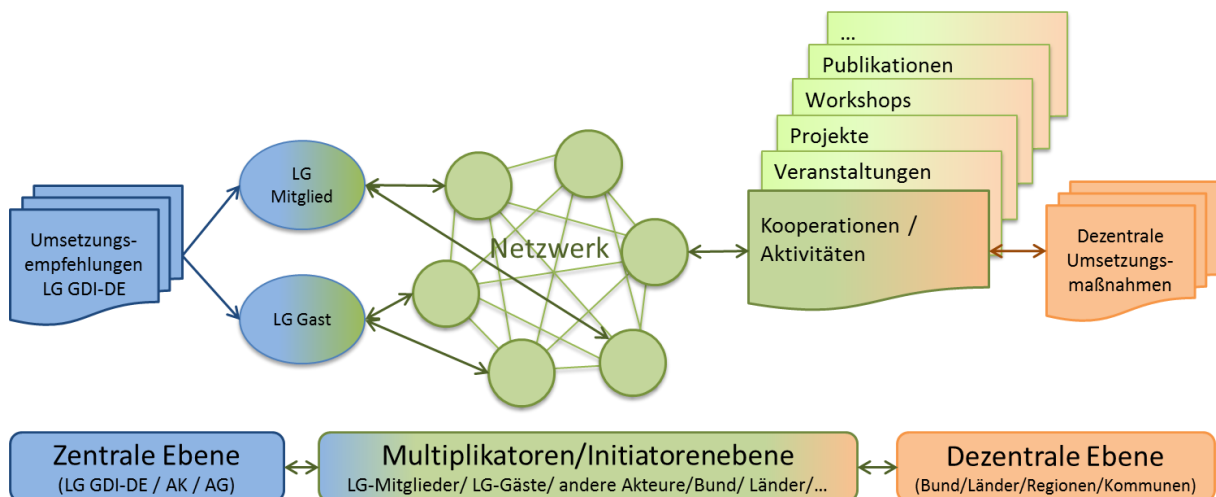 Umsetzungs-
empfehlungen
LG GDI-DE
LG
Mitglied
LG Gast
Netzwerk
...
Publikationen
Workshops
Projekte
Veranstaltungen
Kooperationen /
Aktivitäten
Dezentrale
Umsetzungs-
maßnahmen
Zentrale Ebene
(LG GDI-DE / AK / AG)
Multiplikatoren/Initiatorenebene
LG-Mitglieder/ LG-Gäste/ andere Akteure/Bund/ Länder/...
Dezentrale Ebene
(Bund/Länder/Regionen/Kommunen)